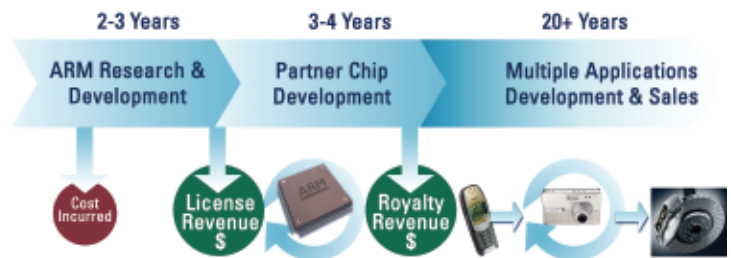 2-3 Years
3-4 Years
20+ Years
ARM Research &
Development
Partner Chip
Development
Multiple Applications
Development & Sales
Cost
Incurred
License
Revenue
$
ARM
Royalty
Revenue
$